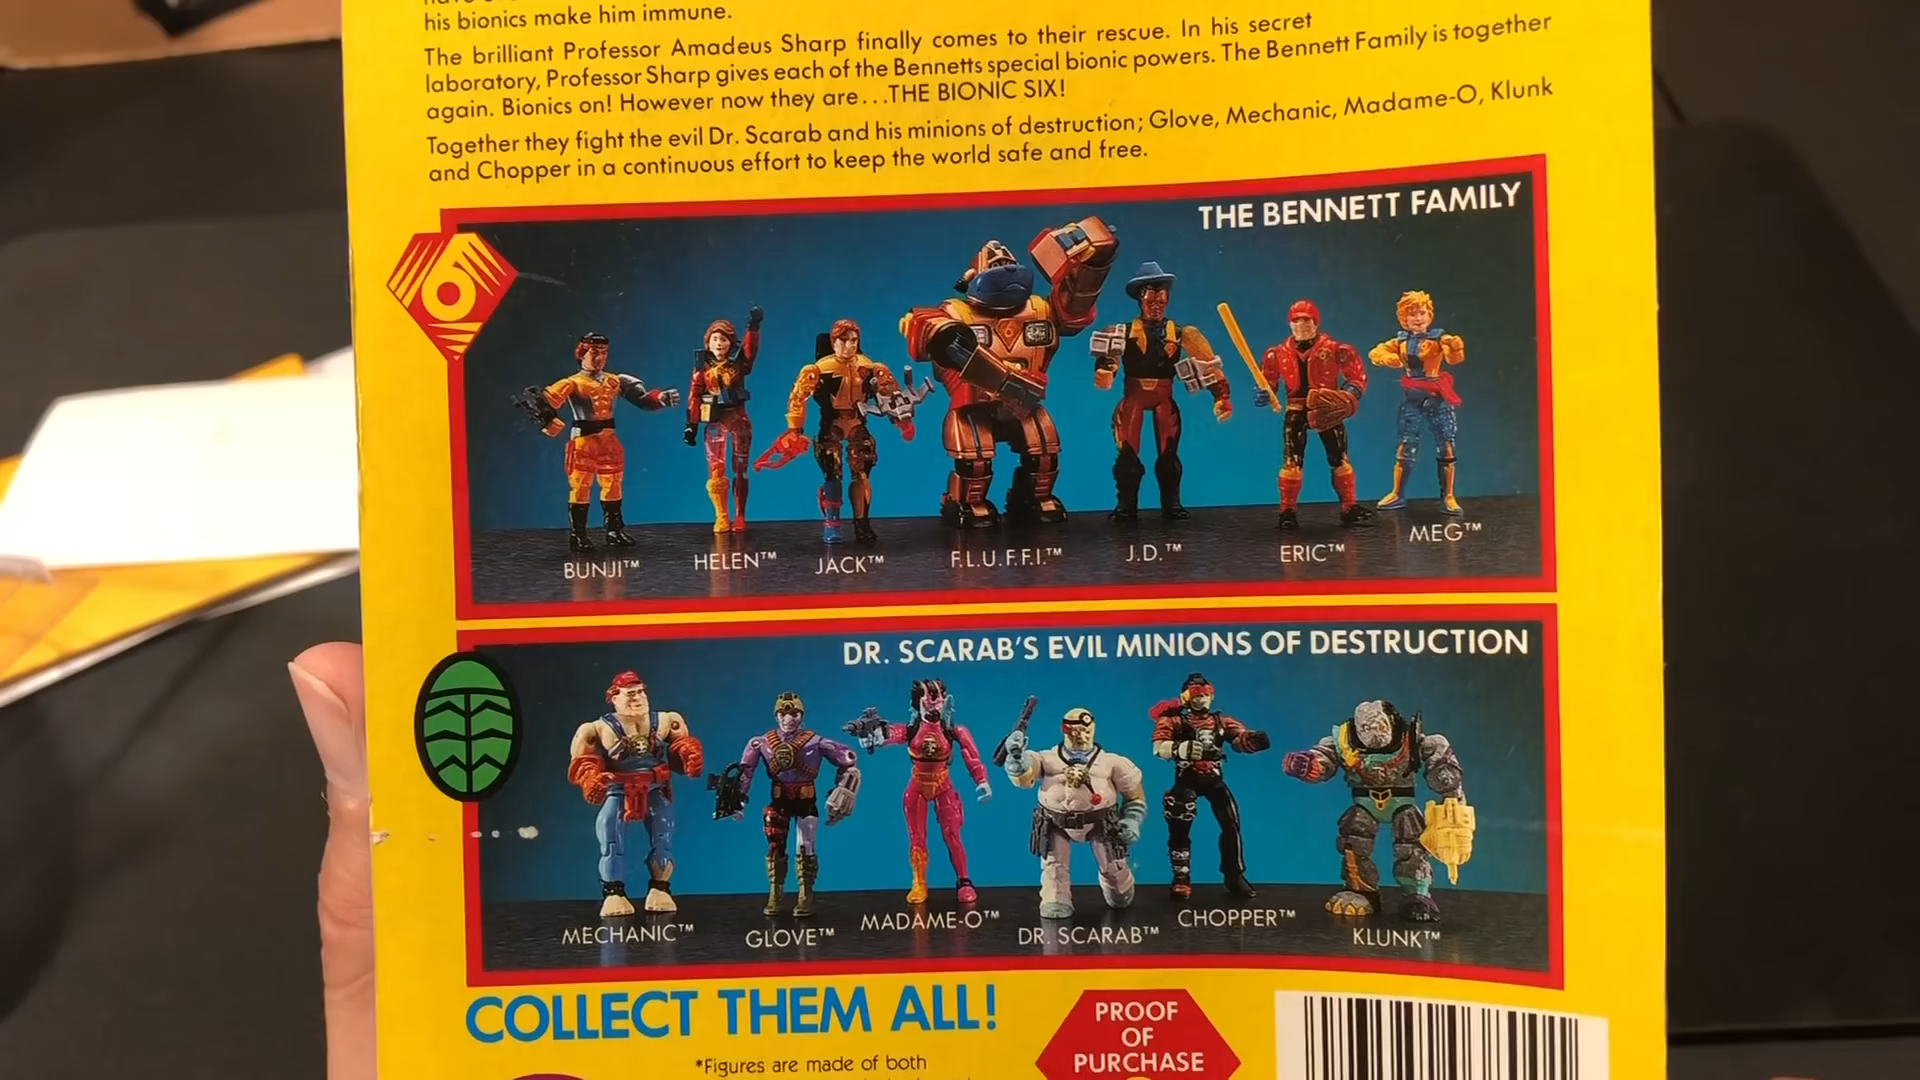 his bionics make him immune.
The brilliant Professor Amadeus Sharp finally comes to their rescue. In his secret
laboratory, Professor Sharp gives each of the Bennetts special bionic powers. The Bennett Family is together
again. Bionics on! However now they are...THE BIONIC SIX!
Together they fight the evil Dr. Scarab and his minions of destruction; Glove, Mechanic, Madame-O, Klunk
and Chopper in a continuous effort to keep the world safe and free.
THE BENNETT FAMILY
6
BUNJI™
HELEN™
JACK™
F.L.U.F.F.I.™
J.D.™
ERIC™
MEG™
DR. SCARAB'S EVIL MINIONS OF DESTRUCTION
MECHANIC™
GLOVE™
MADAME-O™
DR. SCARAB™
CHOPPER™
KLUNK™
COLLECT THEM ALL!
PROOF
OF
PURCHASE
*Figures are made of both